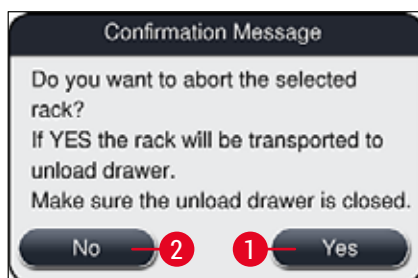 Confirmation Message
Do you want to abort the selected
rack?
If YES the rack will be transported to
unload drawer.
Make sure the unload drawer is closed.
No 2 1 Yes